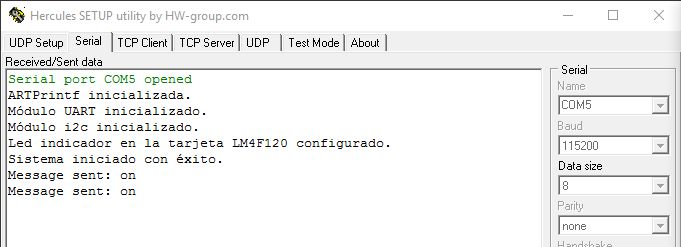 Hercules SETUP utility by HW-group.com
UDP Setup Serial TCP Client TCP Server UDP Test Mode About
Received/Sent data
Serial port COM5 opened
ARTPrintf inicializada.
Módulo UART inicializado.
Módulo i2c inicializado.
Led indicador en la tarjeta LM4F120 configurado.
Sistema iniciado con éxito.
Message sent: on
Message sent: on
Serial
Name
COM5
Baud
115200
Data size
8
Parity
none
Handshake